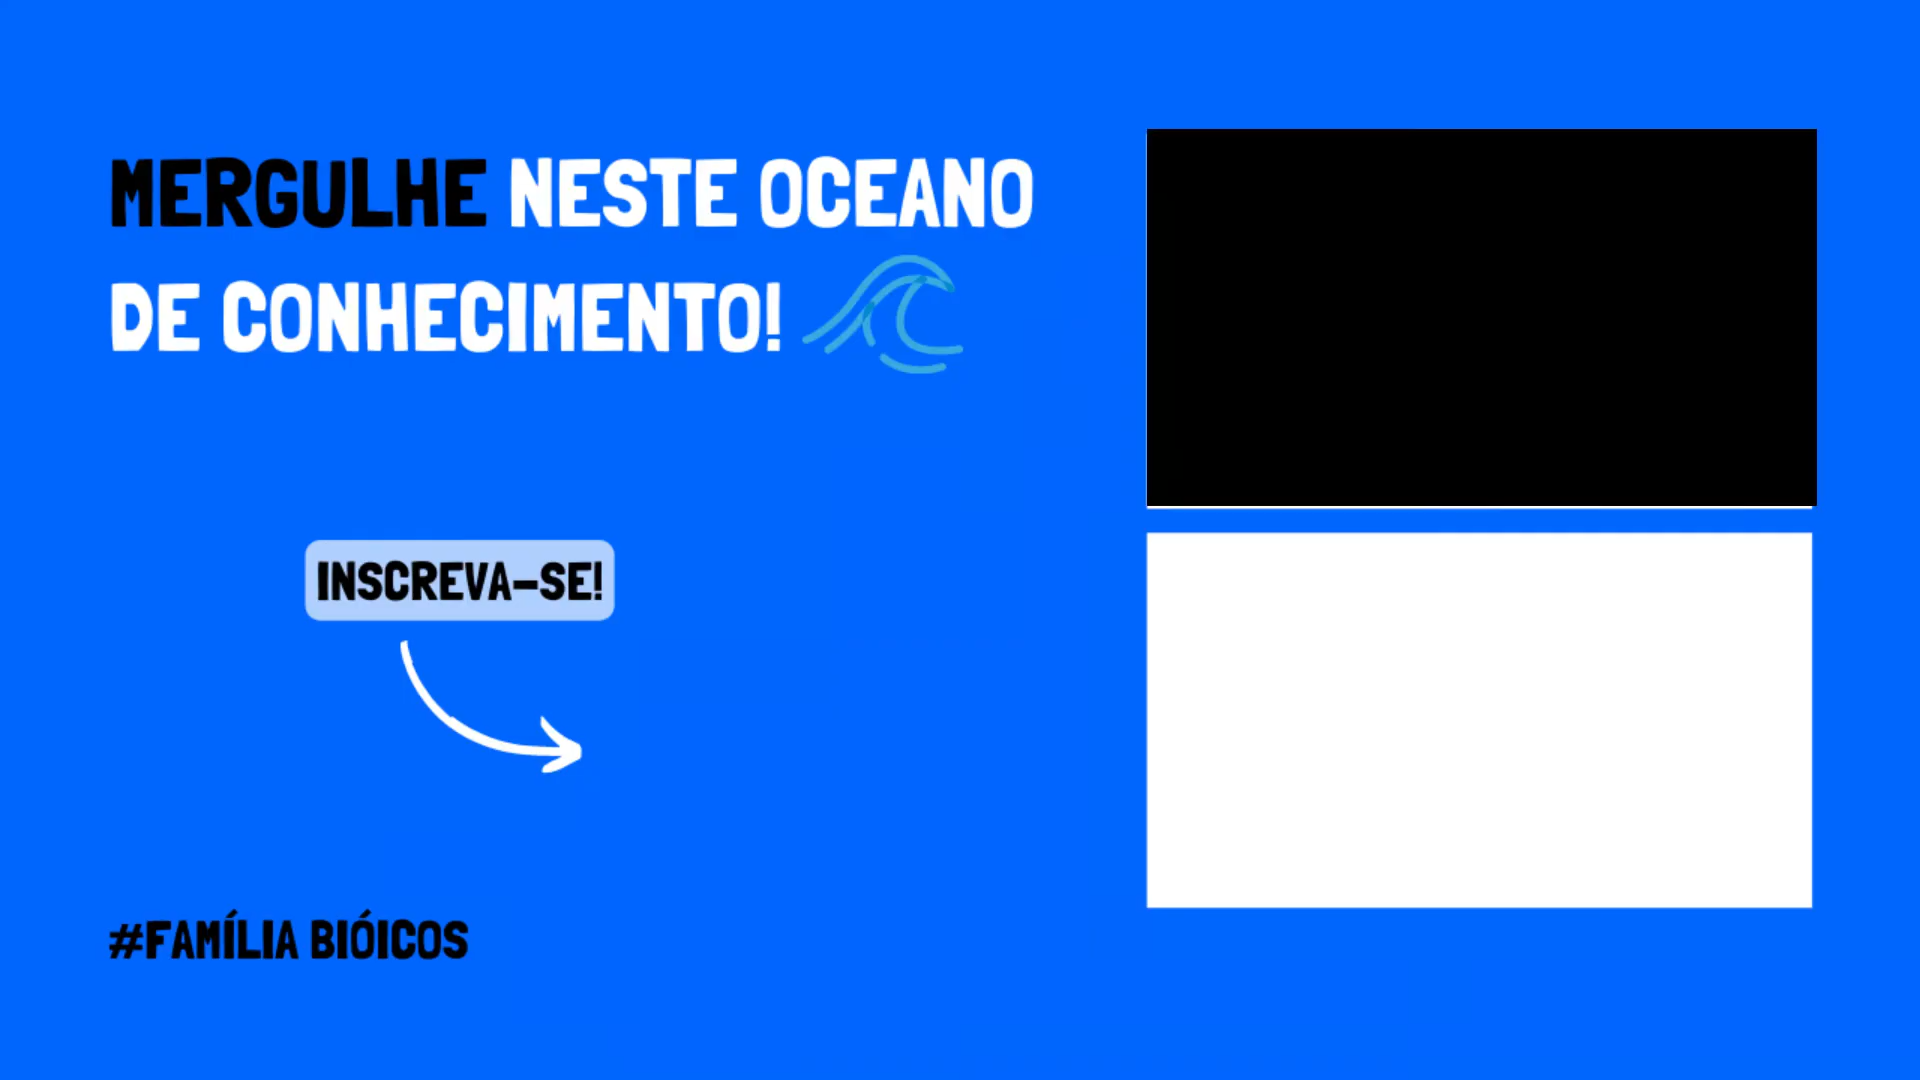 MERGULHE NESTE OCEANO
DE CONHECIMENTO!
INSCREVA-SE!
#FAMÍLIA BIÓICOS